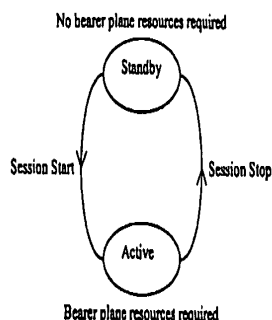 No bearer plane resources required
Standby
Session Start
Session Stop
Active
Bearer plane resources required